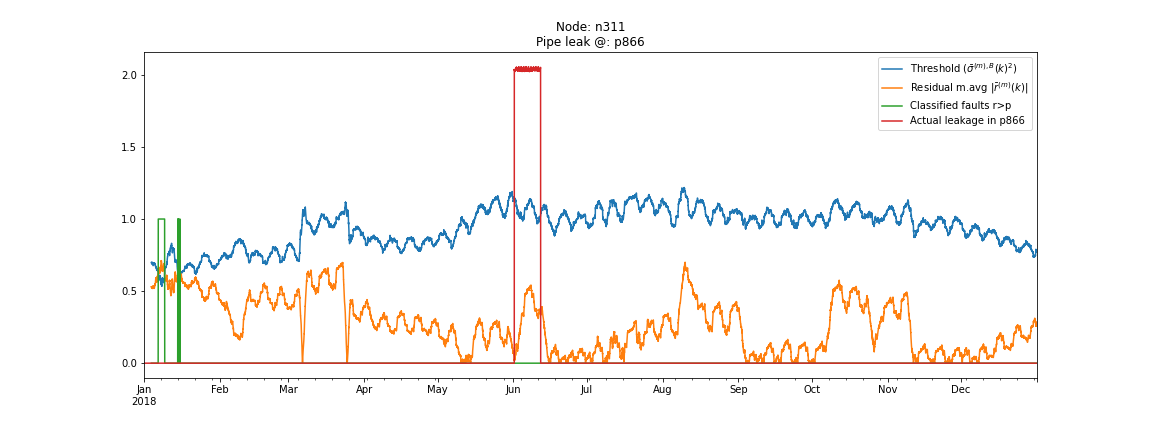 Node: n311
Pipe leak @: p866
Threshold (σ̄⁽ᵐ⁾,ᴮ(k)²)
Residual m.avg |r̄⁽ᵐ⁾(k)|
Classified faults r>p
Actual leakage in p866
2.0
1.5
1.0
0.5
0.0
Jan Feb Mar Apr May Jun Jul Aug Sep Oct Nov Dec
2018